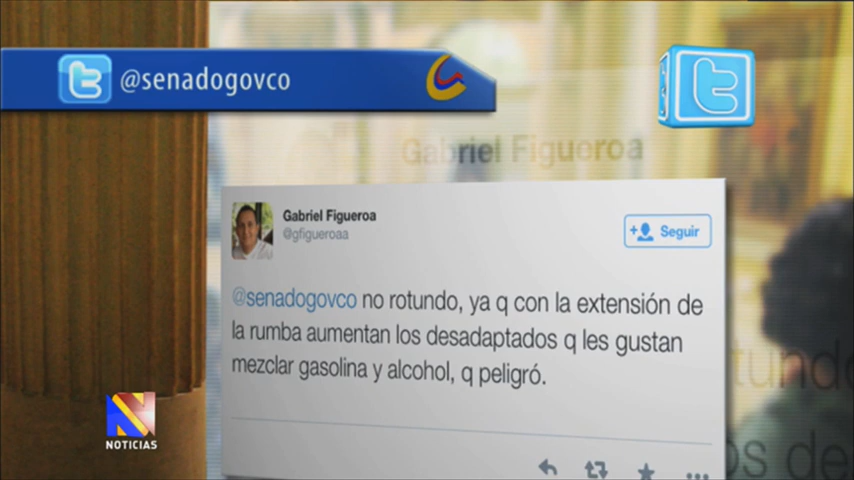 @senadogovco
Gabriel Figueroa
Gabriel Figueroa
@gfigueroaa
Seguir
@senadogovco no rotundo, ya q con la extensión de
la rumba aumentan los desadaptados q les gustan
mezclar gasolina y alcohol, q peligró.
NOTICIAS